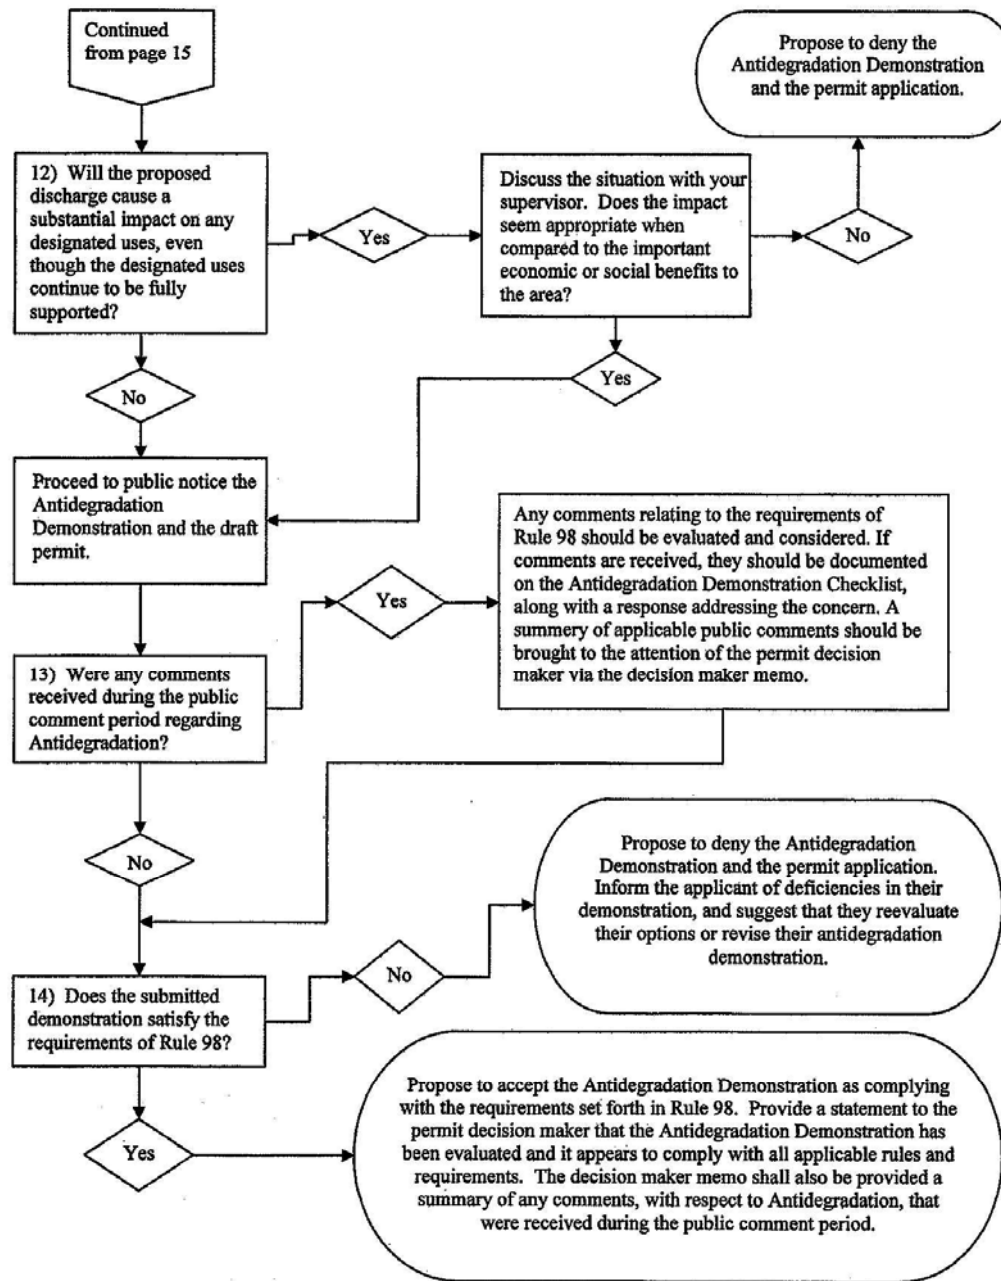 Continued
from page 15
Propose to deny the
Antidegradation Demonstration
and the permit application.
12) Will the proposed
discharge cause a
substantial impact on any
designated uses, even
though the designated uses
continue to be fully
supported?
Yes
Discuss the situation with your
supervisor. Does the impact
seem appropriate when
compared to the important
economic or social benefits to
the area?
No
Yes
No
Proceed to public notice the
Antidegradation
Demonstration and the draft
permit.
Any comments relating to the requirements of
Rule 98 should be evaluated and considered. If
comments are received, they should be documented
on the Antidegradation Demonstration Checklist,
along with a response addressing the concern. A
summery of applicable public comments should be
brought to the attention of the permit decision
maker via the decision maker memo.
Yes
13) Were any comments
received during the public
comment period regarding
Antidegradation?
No
Propose to deny the Antidegradation
Demonstration and the permit application.
Inform the applicant of deficiencies in their
demonstration, and suggest that they reevaluate
their options or revise their antidegradation
demonstration.
No
14) Does the submitted
demonstration satisfy the
requirements of Rule 98?
Yes
Propose to accept the Antidegradation Demonstration as complying
with the requirements set forth in Rule 98. Provide a statement to the
permit decision maker that the Antidegradation Demonstration has
been evaluated and it appears to comply with all applicable rules and
requirements. The decision maker memo shall also be provided a
summary of any comments, with respect to Antidegradation, that
were received during the public comment period.